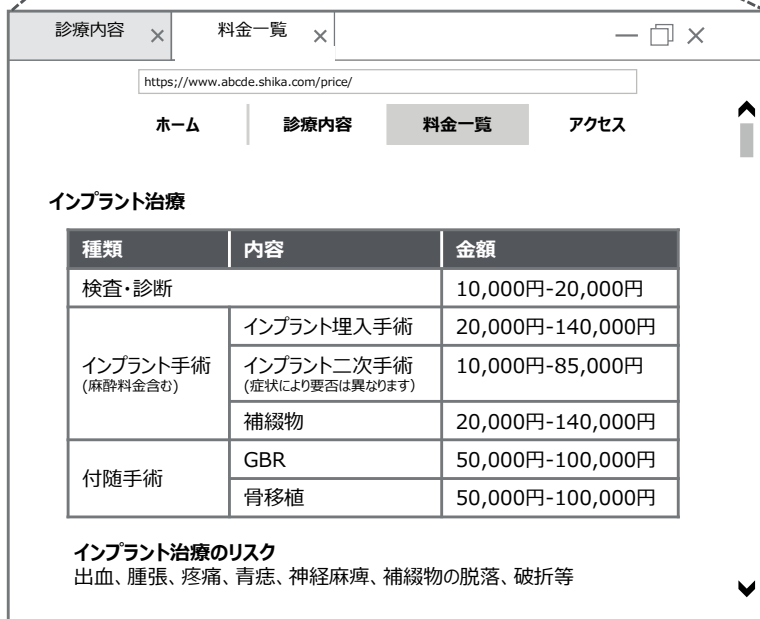 診療内容 × 料金一覧 ×
https;//www.abcde.shika.com/price/
ホーム 診療内容 料金一覧 アクセス
インプラント治療
種類 内容 金額
検査・診断 10,000円-20,000円
インプラント手術
(麻酔料金含む)
インプラント埋入手術 20,000円-140,000円
インプラント二次手術 10,000円-85,000円
(症状により要否は異なります)
補綴物 20,000円-140,000円
付随手術
GBR 50,000円-100,000円
骨移植 50,000円-100,000円
インプラント治療のリスク
出血、腫張、疼痛、青痣、神経麻痺、補綴物の脱落、破折等